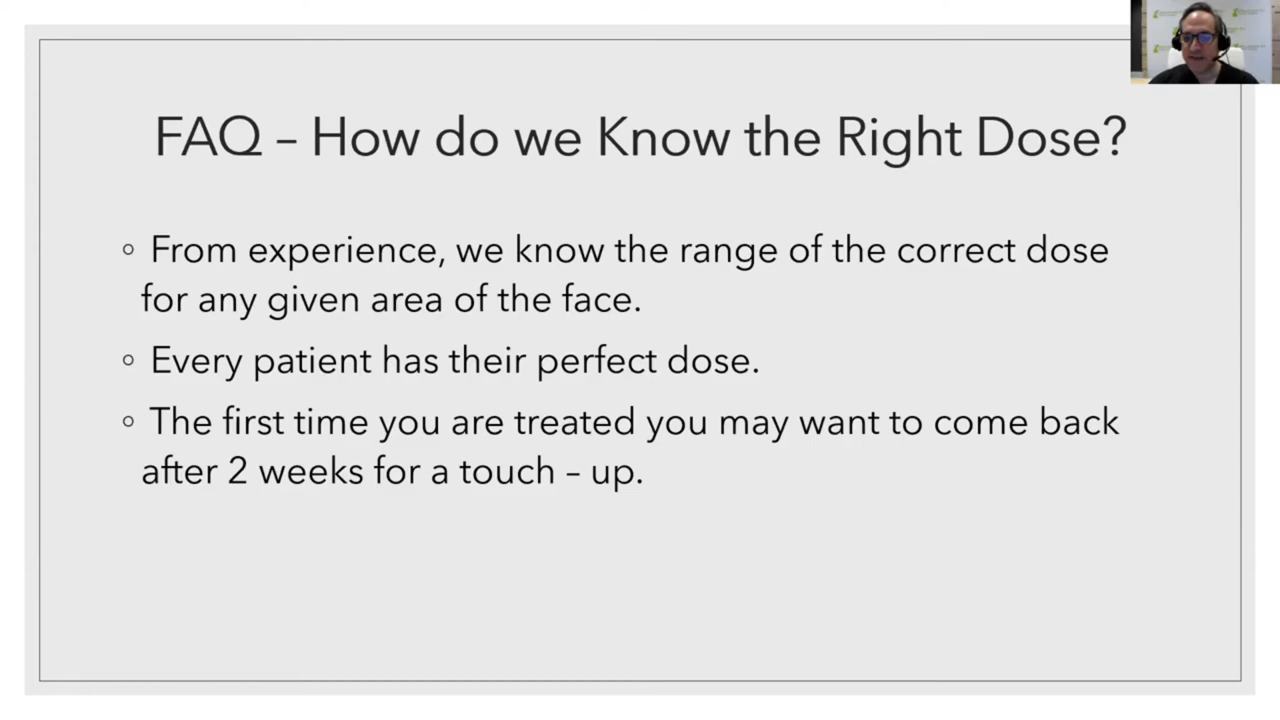 FAQ – How do we Know the Right Dose?
◦ From experience, we know the range of the correct dose
for any given area of the face.
◦ Every patient has their perfect dose.
◦ The first time you are treated you may want to come back
after 2 weeks for a touch – up.